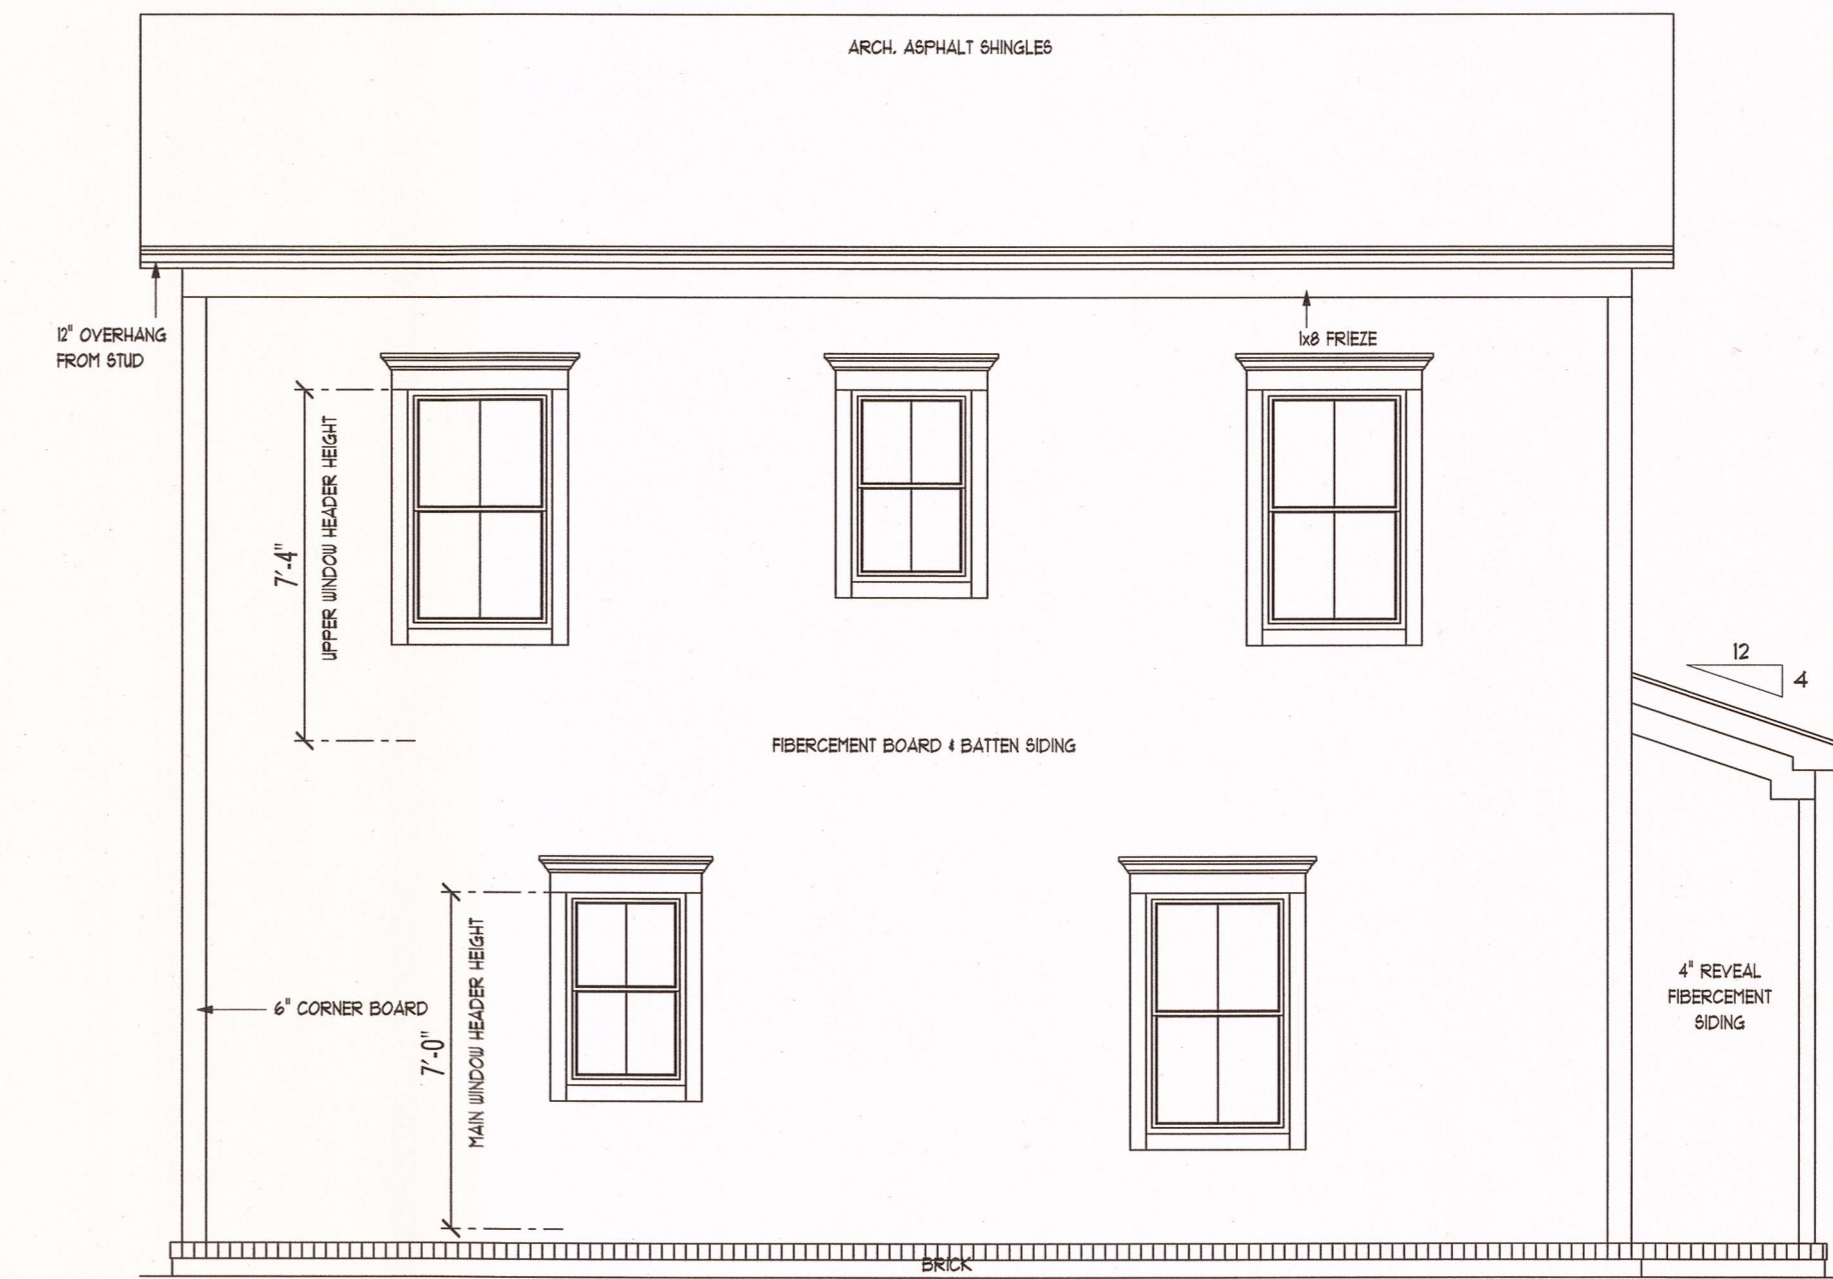 ARCH. ASPHALT SHINGLES
12" OVERHANG
FROM STUD
1x8 FRIEZE
7'-4"
UPPER WINDOW HEADER HEIGHT
12
4
FIBERCEMENT BOARD & BATTEN SIDING
6" CORNER BOARD
7'-0"
MAIN WINDOW HEADER HEIGHT
4" REVEAL
FIBERCEMENT
SIDING
BRICK